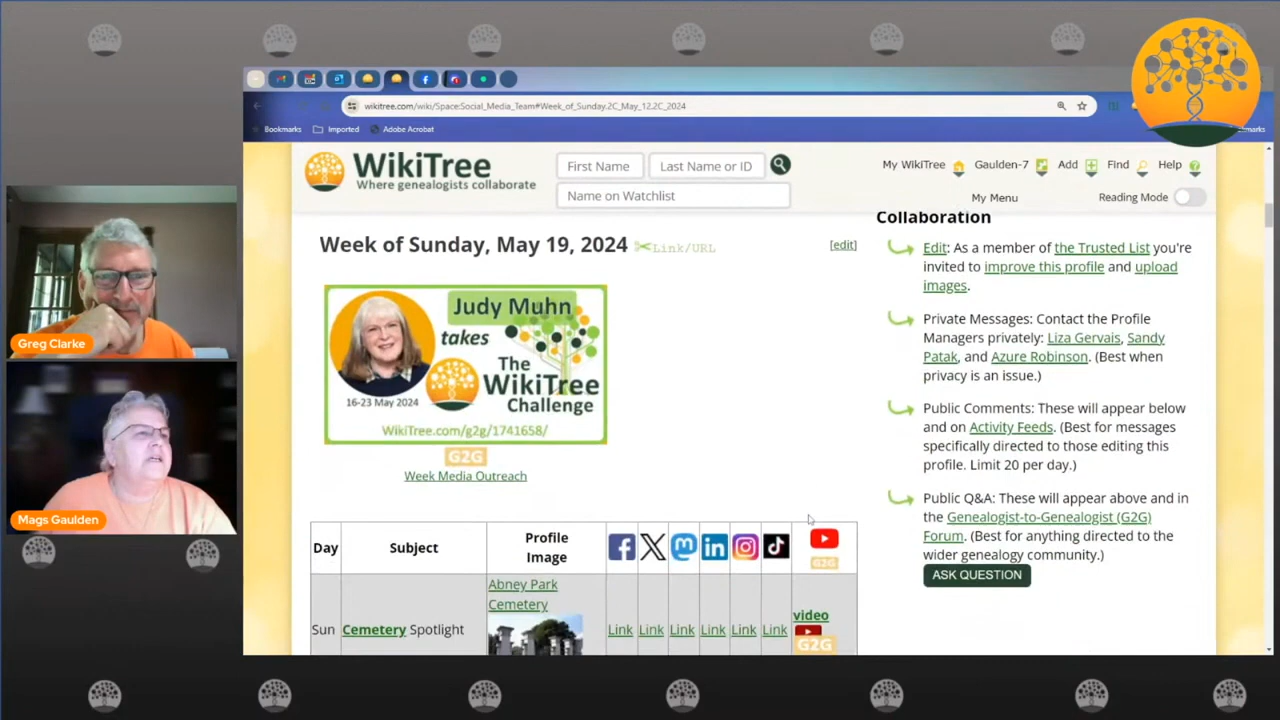 wikitree.com/wiki/Space:Social_Media_Team#Week_of_Sunday.2C_May_12.2C_2024
Bookmarks
Imported
Adobe Acrobat
WikiTree
Where genealogists collaborate
First Name
Last Name or ID
Name on Watchlist
My WikiTree
Gaulden-7
Add
Find
Help
My Menu
Reading Mode
Week of Sunday, May 19, 2024
Link/URL
[edit]
Judy Muhn
takes
The
WikiTree
Challenge
16-23 May 2024
WikiTree.com/g2g/1741658/
G2G
Week Media Outreach
Day
Subject
Profile
Image
G2G
Sun
Cemetery Spotlight
Abney Park
Cemetery
Link
Link
Link
Link
Link
Link
video
G2G
Collaboration
Edit: As a member of the Trusted List you're
invited to improve this profile and upload
images.
Private Messages: Contact the Profile
Managers privately: Liza Gervais, Sandy
Patak, and Azure Robinson. (Best when
privacy is an issue.)
Public Comments: These will appear below
and on Activity Feeds. (Best for messages
specifically directed to those editing this
profile. Limit 20 per day.)
Public Q&A: These will appear above and in
the Genealogist-to-Genealogist (G2G)
Forum. (Best for anything directed to the
wider genealogy community.)
ASK QUESTION
Greg Clarke
Mags Gaulden